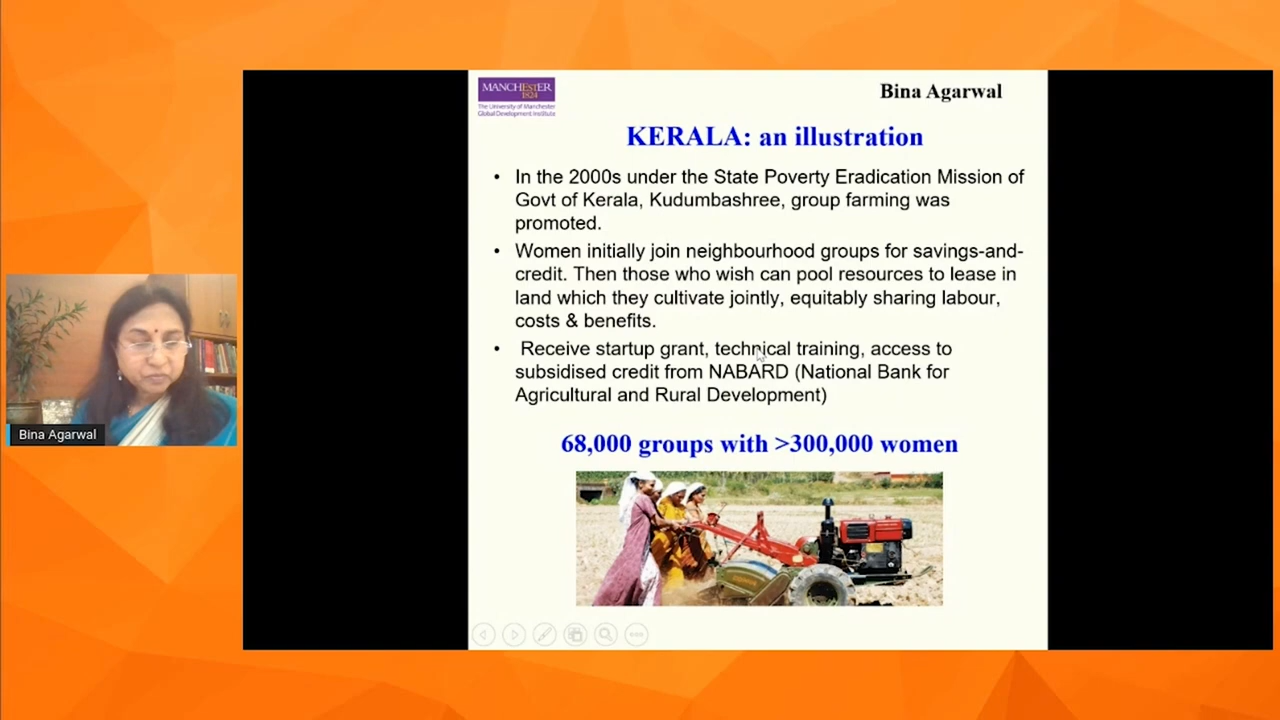 MANCHESTER
1824
The University of Manchester
Global Development Institute
Bina Agarwal
KERALA: an illustration
• In the 2000s under the State Poverty Eradication Mission of
Govt of Kerala, Kudumbashree, group farming was
promoted.
• Women initially join neighbourhood groups for savings-and-
credit. Then those who wish can pool resources to lease in
land which they cultivate jointly, equitably sharing labour,
costs & benefits.
• Receive startup grant, technical training, access to
subsidised credit from NABARD (National Bank for
Agricultural and Rural Development)
68,000 groups with >300,000 women
Bina Agarwal